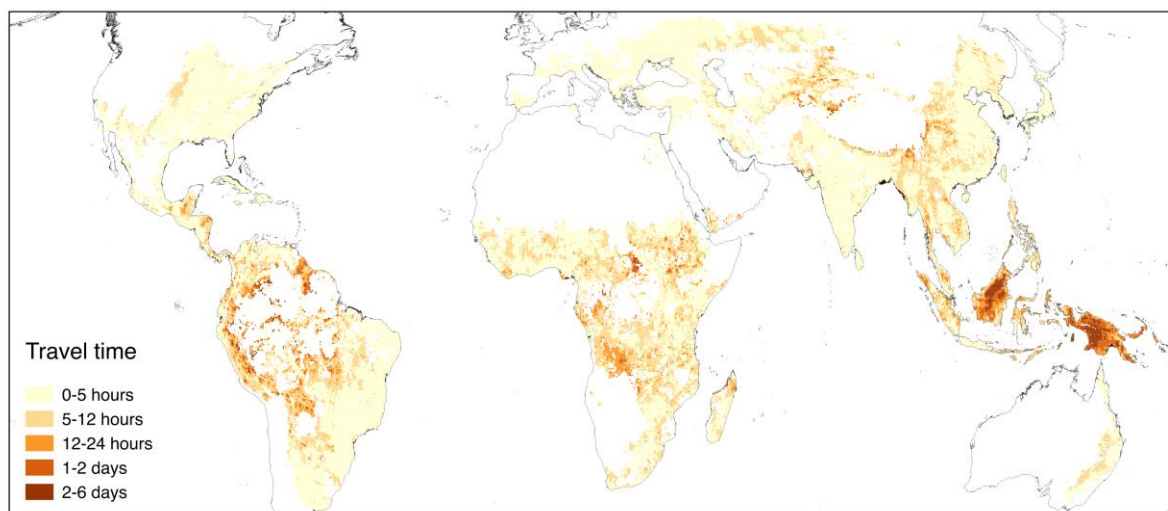 Travel time
0-5 hours
5-12 hours
12-24 hours
1-2 days
2-6 days